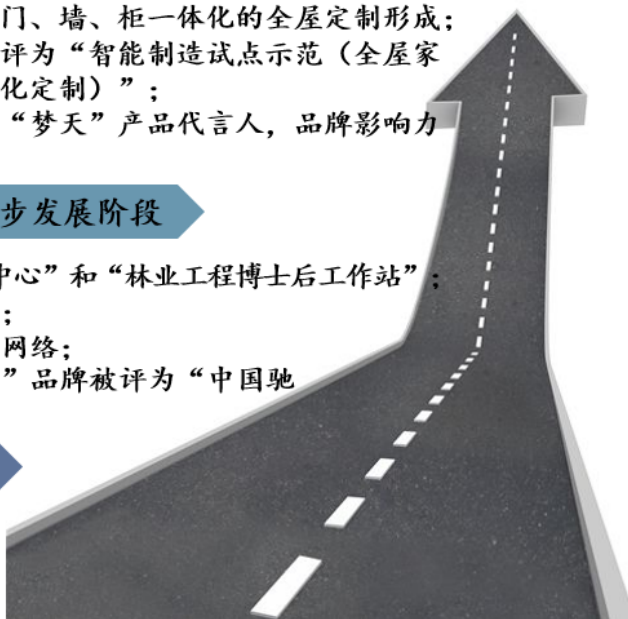 门、墙、柜一体化的全屋定制形成；
评为“智能制造试点示范（全屋家
化定制）”；
“梦天”产品代言人，品牌影响力
步发展阶段
中心”和“林业工程博士后工作站”；
；
网络；
”品牌被评为“中国驰